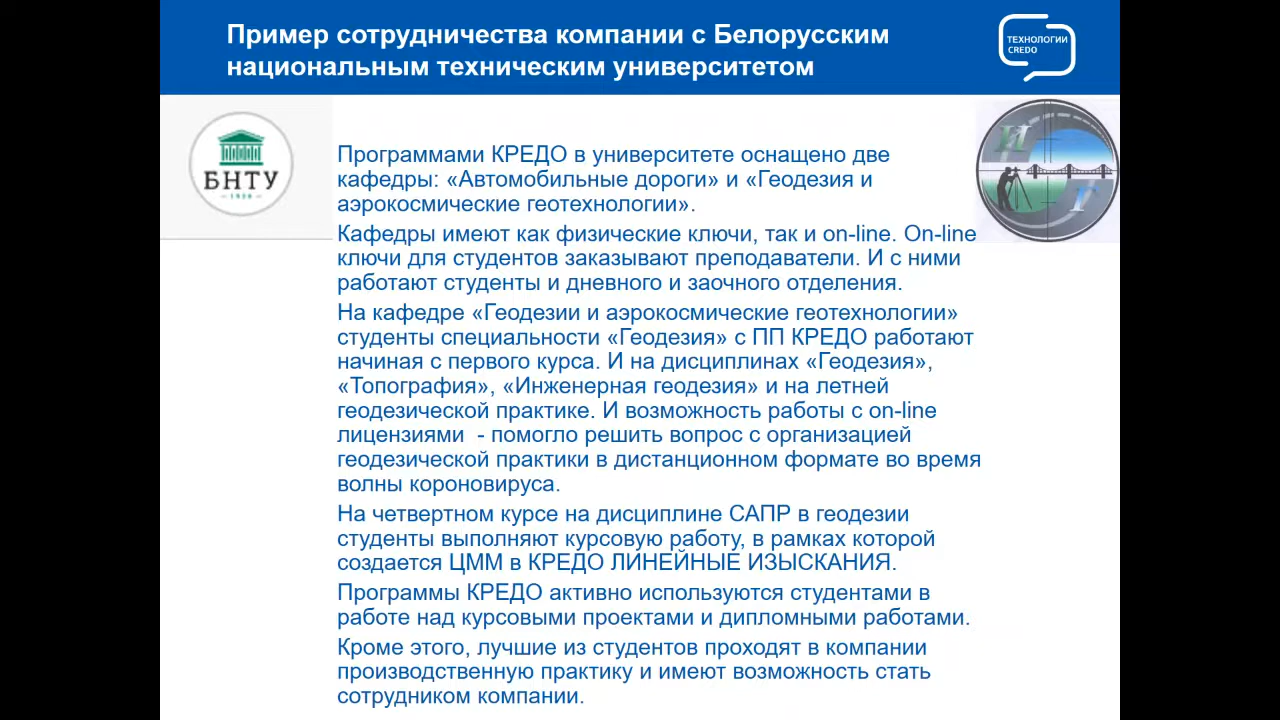 Пример сотрудничества компании с Белорусским
национальным техническим университетом
ТЕХНОЛОГИИ
CREDO
БНТУ
- 1920 -
И
Г
Программами КРЕДО в университете оснащено две
кафедры: «Автомобильные дороги» и «Геодезия и
аэрокосмические геотехнологии».
Кафедры имеют как физические ключи, так и on-line. On-line
ключи для студентов заказывают преподаватели. И с ними
работают студенты и дневного и заочного отделения.
На кафедре «Геодезии и аэрокосмические геотехнологии»
студенты специальности «Геодезия» с ПП КРЕДО работают
начиная с первого курса. И на дисциплинах «Геодезия»,
«Топография», «Инженерная геодезия» и на летней
геодезической практике. И возможность работы с on-line
лицензиями  - помогло решить вопрос с организацией
геодезической практики в дистанционном формате во время
волны короновируса.
На четвертном курсе на дисциплине САПР в геодезии
студенты выполняют курсовую работу, в рамках которой
создается ЦММ в КРЕДО ЛИНЕЙНЫЕ ИЗЫСКАНИЯ.
Программы КРЕДО активно используются студентами в
работе над курсовыми проектами и дипломными работами.
Кроме этого, лучшие из студентов проходят в компании
производственную практику и имеют возможность стать
сотрудником компании.